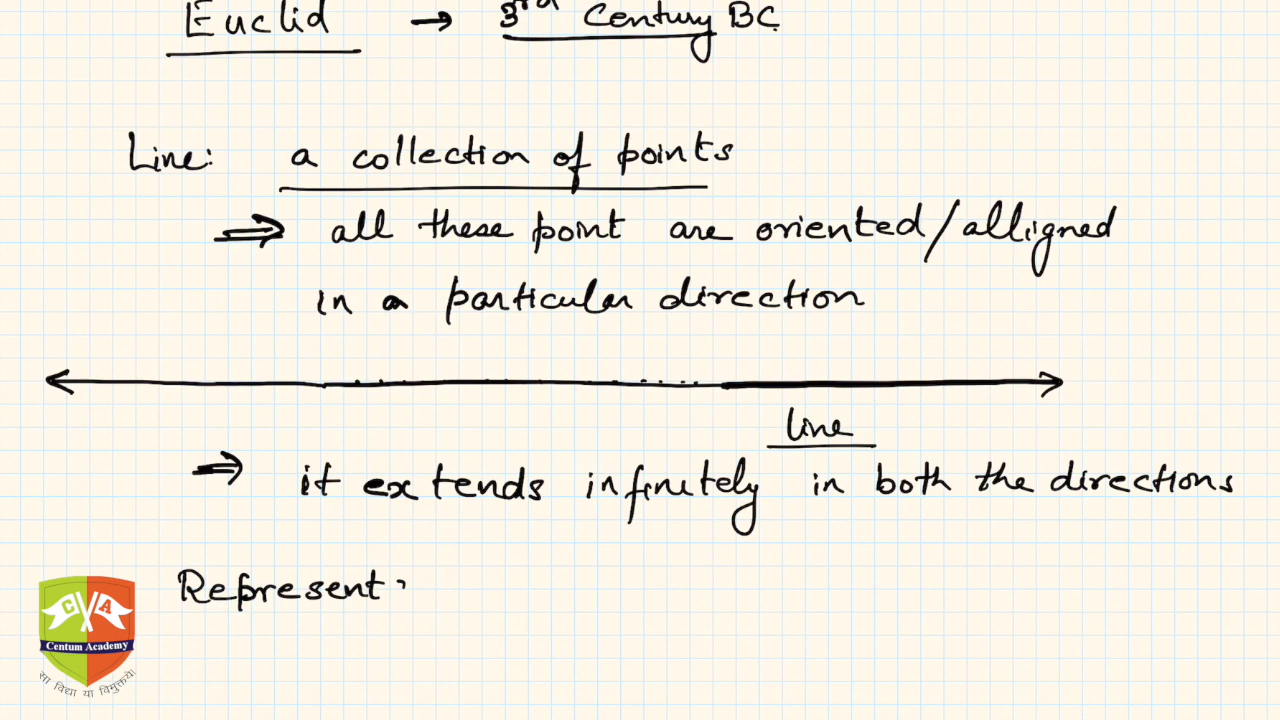 Euclid → 3rd Century BC
Line: a collection of points
⇒ all these point are oriented/alligned
in a particular direction
line
⇒ it extends infinitely in both the directions
Represent
C A
Centum Academy
सा विद्या या विमुक्तये।